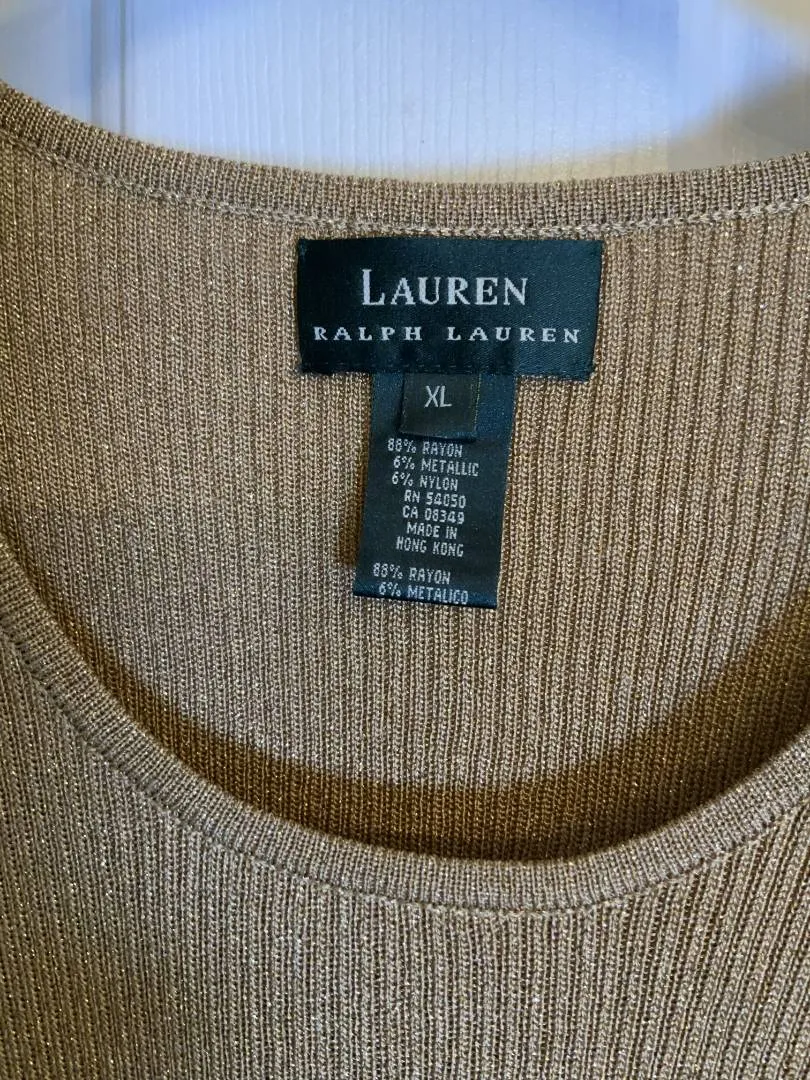 LAUREN
RALPH LAUREN
XL
88% RAYON
6% METALLIC
6% NYLON
RN 54050
CA 08349
MADE IN
HONG KONG
88% RAYON
6% METALICO